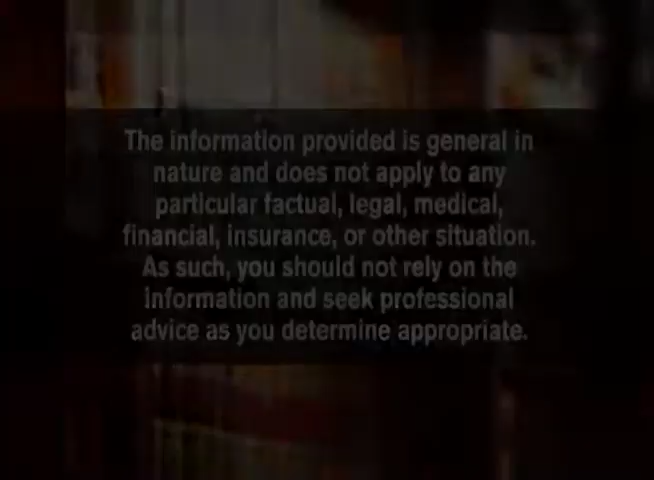 The information provided is general in
nature and does not apply to any
particular factual, legal, medical,
financial, insurance, or other situation.
As such, you should not rely on the
information and seek professional
advice as you determine appropriate.